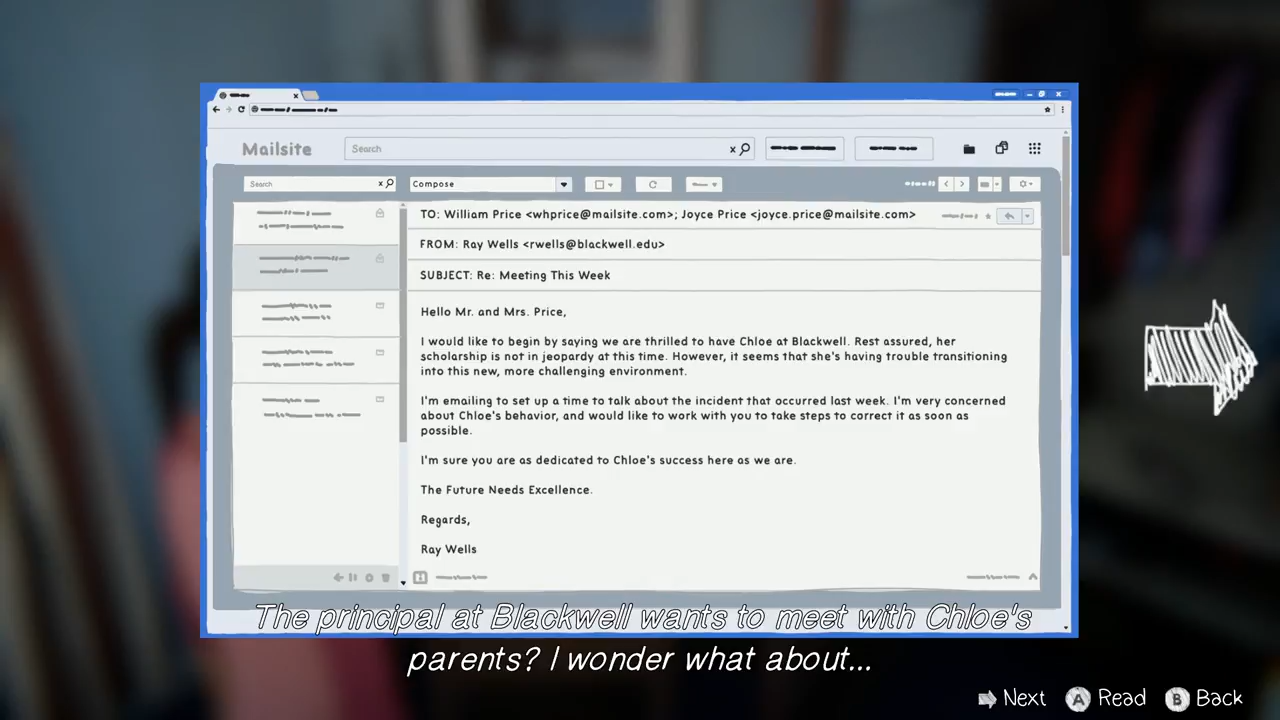 Mailsite
Search
x
Search
x
Compose
TO: William Price <whprice@mailsite.com>; Joyce Price <joyce.price@mailsite.com>
FROM: Ray Wells <rwells@blackwell.edu>
SUBJECT: Re: Meeting This Week
Hello Mr. and Mrs. Price,
I would like to begin by saying we are thrilled to have Chloe at Blackwell. Rest assured, her
scholarship is not in jeopardy at this time. However, it seems that she's having trouble transitioning
into this new, more challenging environment.
I'm emailing to set up a time to talk about the incident that occurred last week. I'm very concerned
about Chloe's behavior, and would like to work with you to take steps to correct it as soon as
possible.
I'm sure you are as dedicated to Chloe's success here as we are.
The Future Needs Excellence.
Regards,
Ray Wells
The principal at Blackwell wants to meet with Chloe's
parents? I wonder what about...
Next A Read B Back